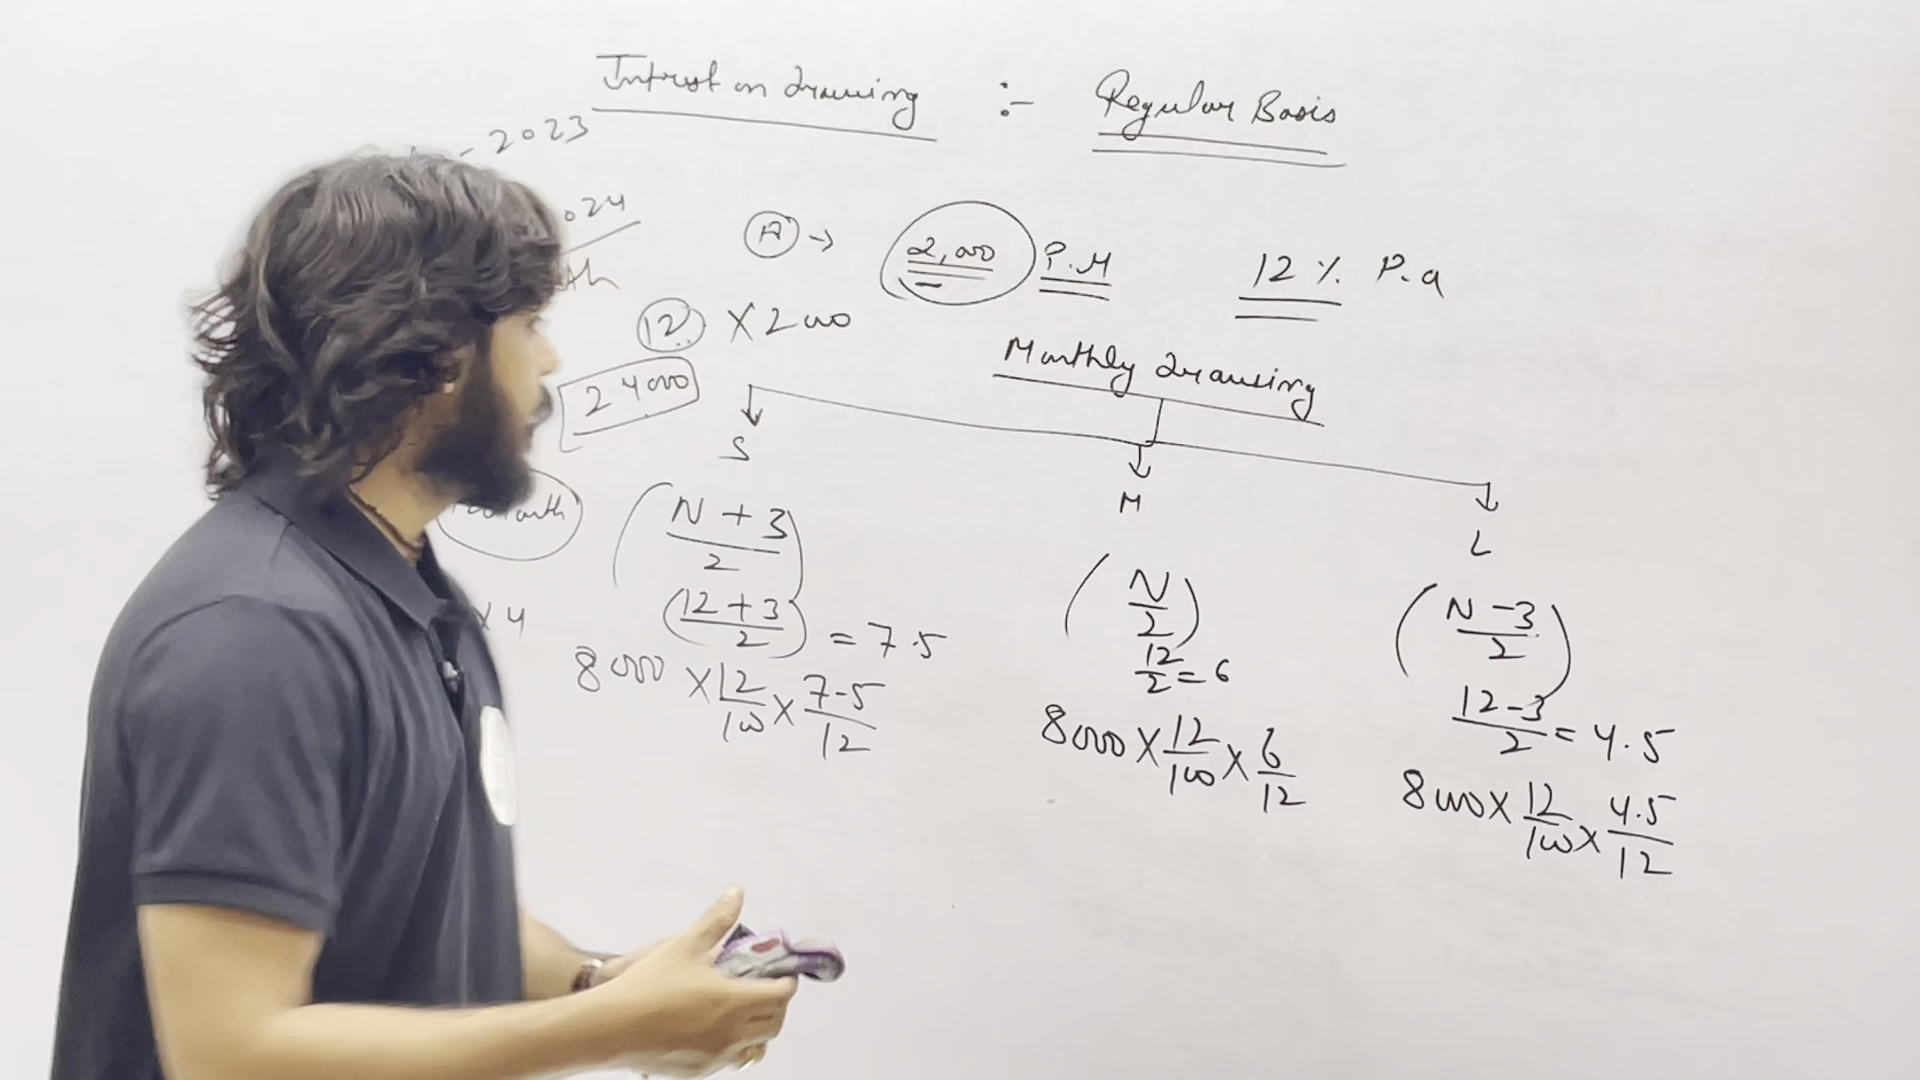 Intrest on drawing :- Regular Basis
- 2023
024
A → 2,000 P.M 12 % P.a
12 X 2000
24000
Monthly drawing
S
M
L
(N + 3 / 2)
(N / 2)
(N - 3 / 2)
X 4
(12 + 3 / 2) = 7.5
12 / 2 = 6
12 - 3 / 2 = 4.5
8000 X 12 / 100 X 7.5 / 12
8000 X 12 / 100 X 6 / 12
8000 X 12 / 100 X 4.5 / 12